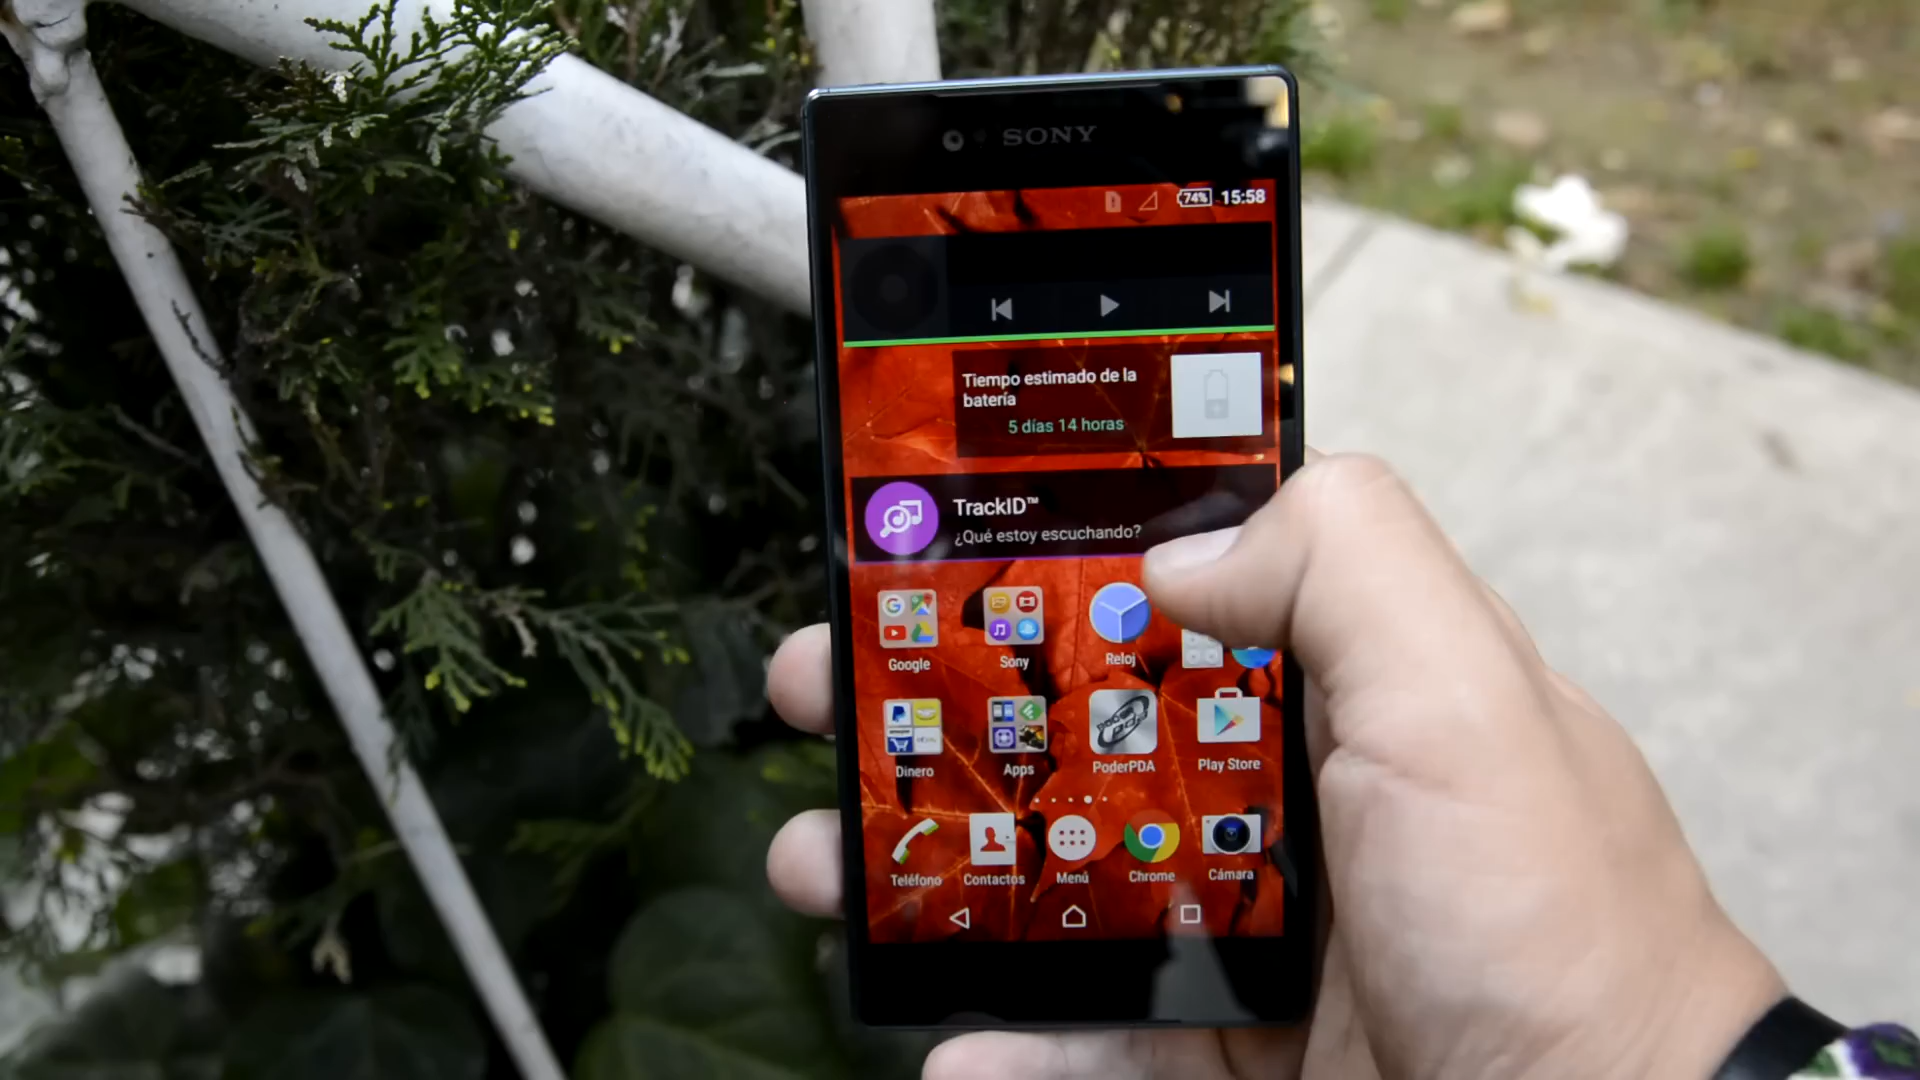 SONY
74% 15:58
Tiempo estimado de la
batería
5 días 14 horas
TrackID™
¿Qué estoy escuchando?
Google Sony Reloj
Dinero Apps PoderPDA Play Store
Teléfono Contactos Menú Chrome Cámara